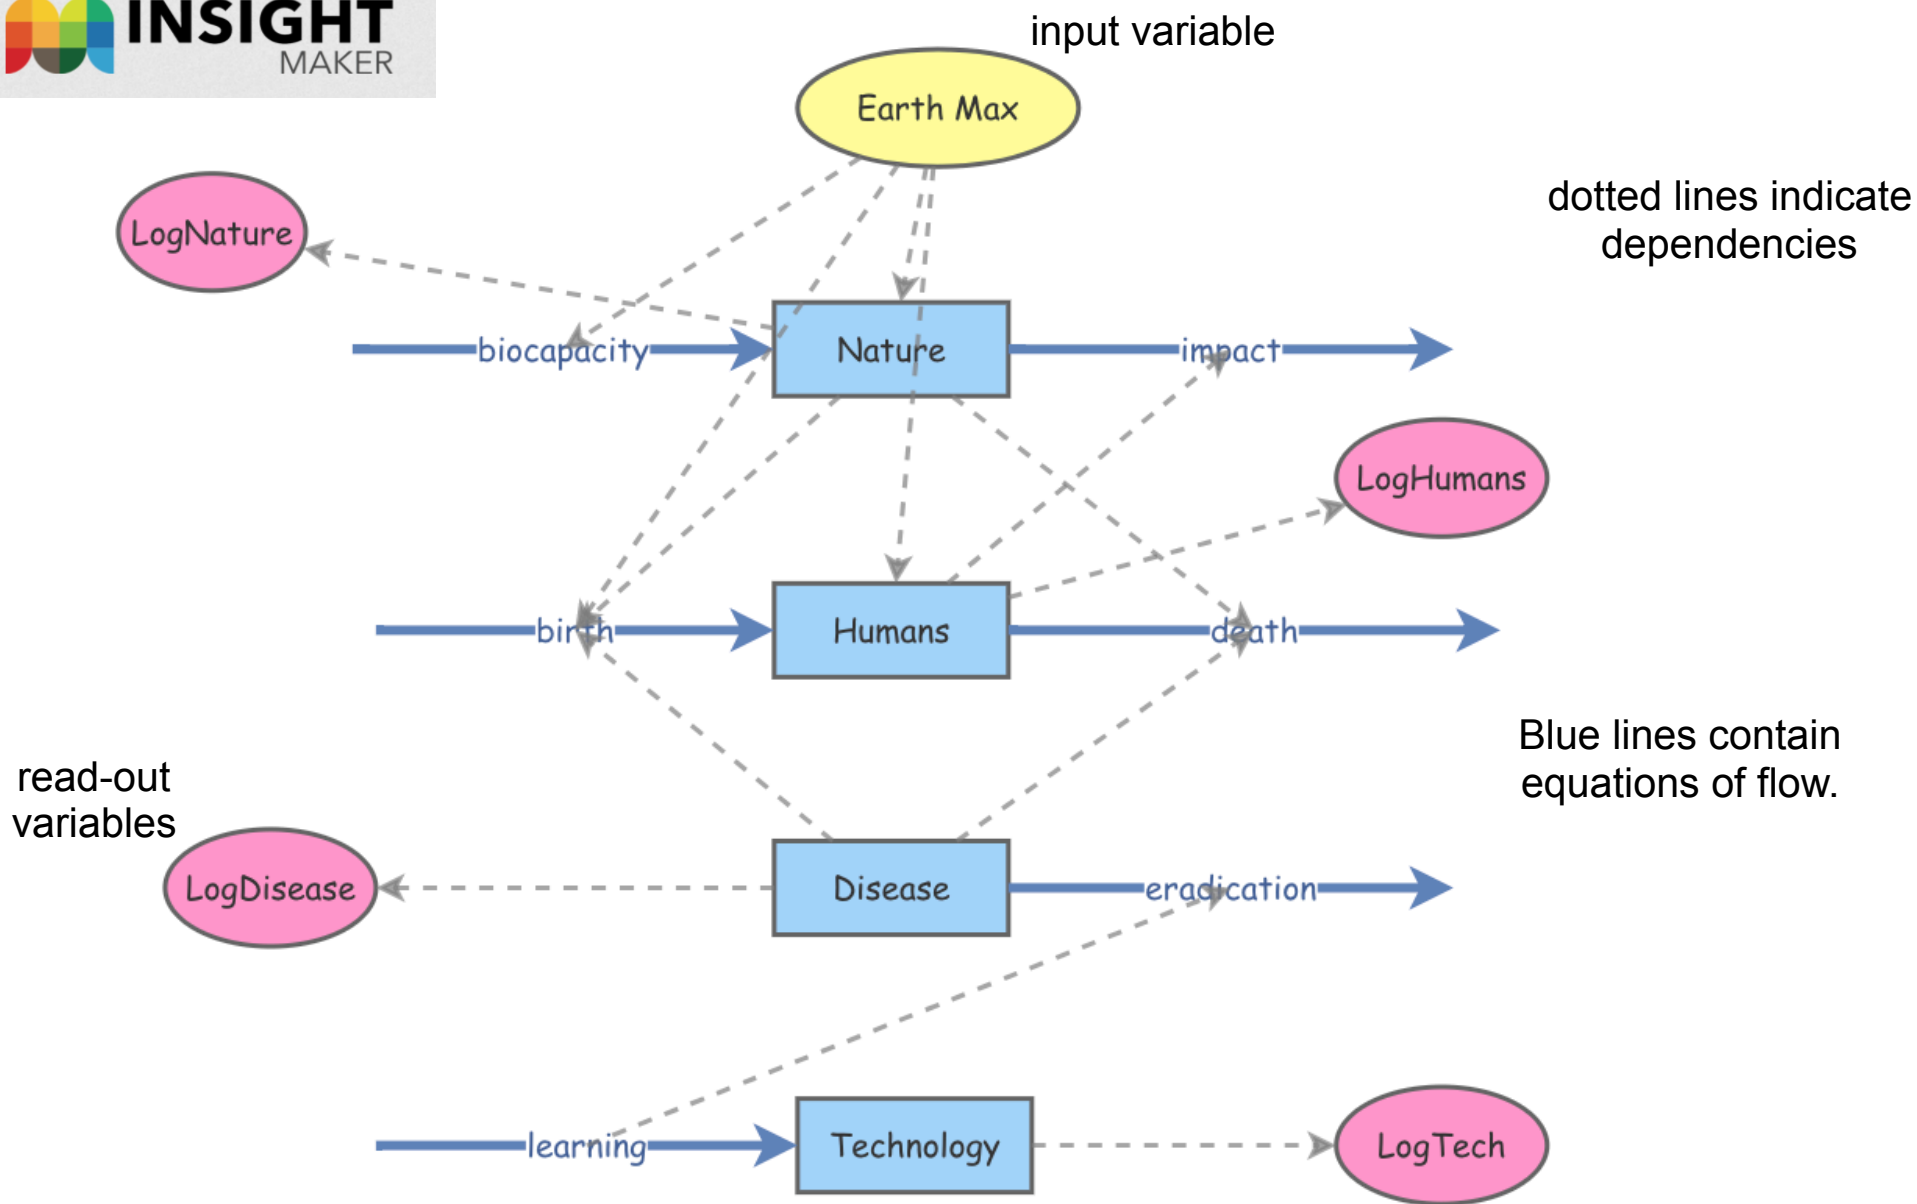 INSIGHT
MAKER
input variable
Earth Max
dotted lines indicate
dependencies
LogNature
biocapacity
Nature
impact
LogHumans
birth
Humans
death
Blue lines contain
equations of flow.
read-out
variables
LogDisease
Disease
eradication
learning
Technology
LogTech